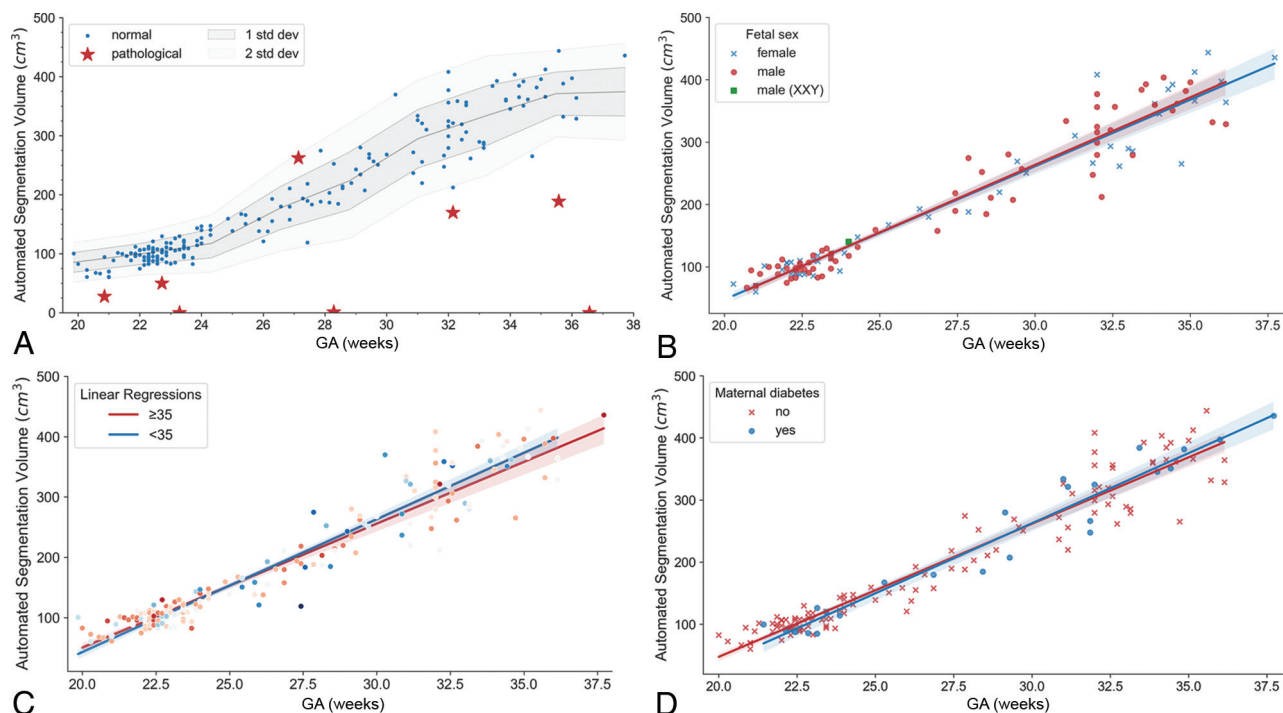 500
400
300
200
100
0
Automated Segmentation Volume (cm³)
normal
pathological
1 std dev
2 std dev
20 22 24 26 28 30 32 34 36 38
GA (weeks)
A
500
400
300
200
100
Automated Segmentation Volume (cm³)
Fetal sex
female
male
male (XXY)
20.0 22.5 25.0 27.5 30.0 32.5 35.0 37.5
GA (weeks)
B
500
400
300
200
100
Automated Segmentation Volume (cm³)
Linear Regressions
≥35
<35
20.0 22.5 25.0 27.5 30.0 32.5 35.0 37.5
GA (weeks)
C
500
400
300
200
100
Automated Segmentation Volume (cm³)
Maternal diabetes
no
yes
20.0 22.5 25.0 27.5 30.0 32.5 35.0 37.5
GA (weeks)
D